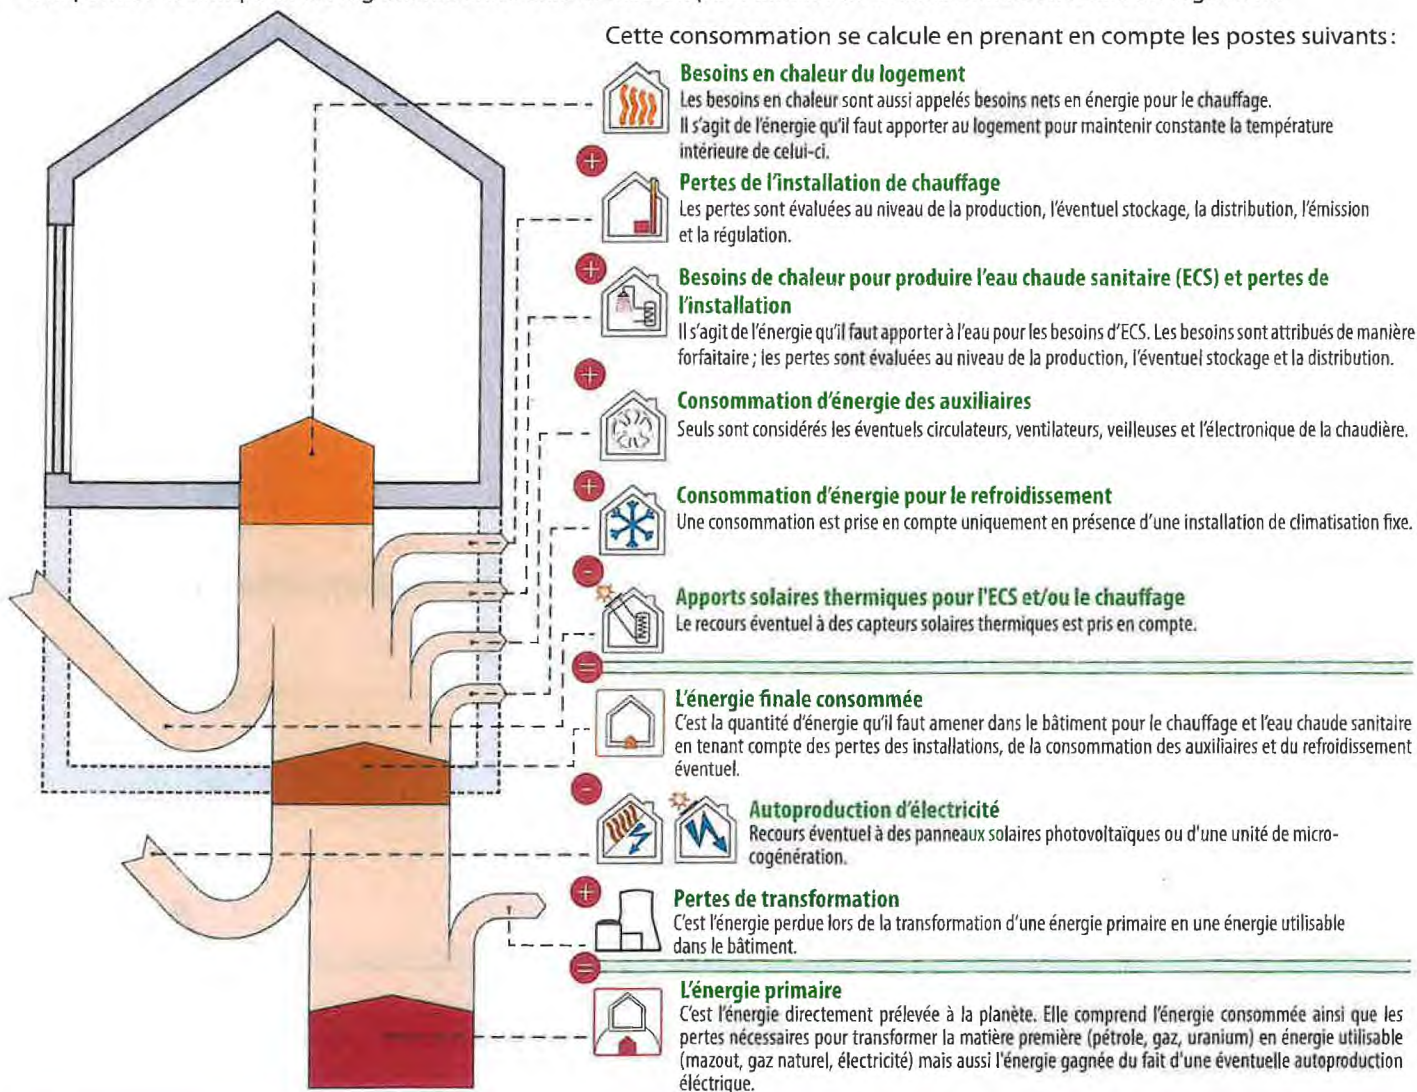 Cette consommation se calcule en prenant en compte les postes suivants :
Besoins en chaleur du logement
Les besoins en chaleur sont aussi appelés besoins nets en énergie pour le chauffage.
Il s'agit de l'énergie qu'il faut apporter au logement pour maintenir constante la température
intérieure de celui-ci.
+
Pertes de l'installation de chauffage
Les pertes sont évaluées au niveau de la production, l'éventuel stockage, la distribution, l'émission
et la régulation.
+
Besoins de chaleur pour produire l'eau chaude sanitaire (ECS) et pertes de
l'installation
Il s'agit de l'énergie qu'il faut apporter à l'eau pour les besoins d'ECS. Les besoins sont attribués de manière
forfaitaire ; les pertes sont évaluées au niveau de la production, l'éventuel stockage et la distribution.
+
Consommation d'énergie des auxiliaires
Seuls sont considérés les éventuels circulateurs, ventilateurs, veilleuses et l'électronique de la chaudière.
+
Consommation d'énergie pour le refroidissement
Une consommation est prise en compte uniquement en présence d'une installation de climatisation fixe.
-
Apports solaires thermiques pour l'ECS et/ou le chauffage
Le recours éventuel à des capteurs solaires thermiques est pris en compte.
=
L'énergie finale consommée
C'est la quantité d'énergie qu'il faut amener dans le bâtiment pour le chauffage et l'eau chaude sanitaire
en tenant compte des pertes des installations, de la consommation des auxiliaires et du refroidissement
éventuel.
-
Autoproduction d'électricité
Recours éventuel à des panneaux solaires photovoltaïques ou d'une unité de micro-
cogénération.
+
Pertes de transformation
C'est l'énergie perdue lors de la transformation d'une énergie primaire en une énergie utilisable
dans le bâtiment.
=
L'énergie primaire
C'est l'énergie directement prélevée à la planète. Elle comprend l'énergie consommée ainsi que les
pertes nécessaires pour transformer la matière première (pétrole, gaz, uranium) en énergie utilisable
(mazout, gaz naturel, électricité) mais aussi l'énergie gagnée du fait d'une éventuelle autoproduction
éléctrique.